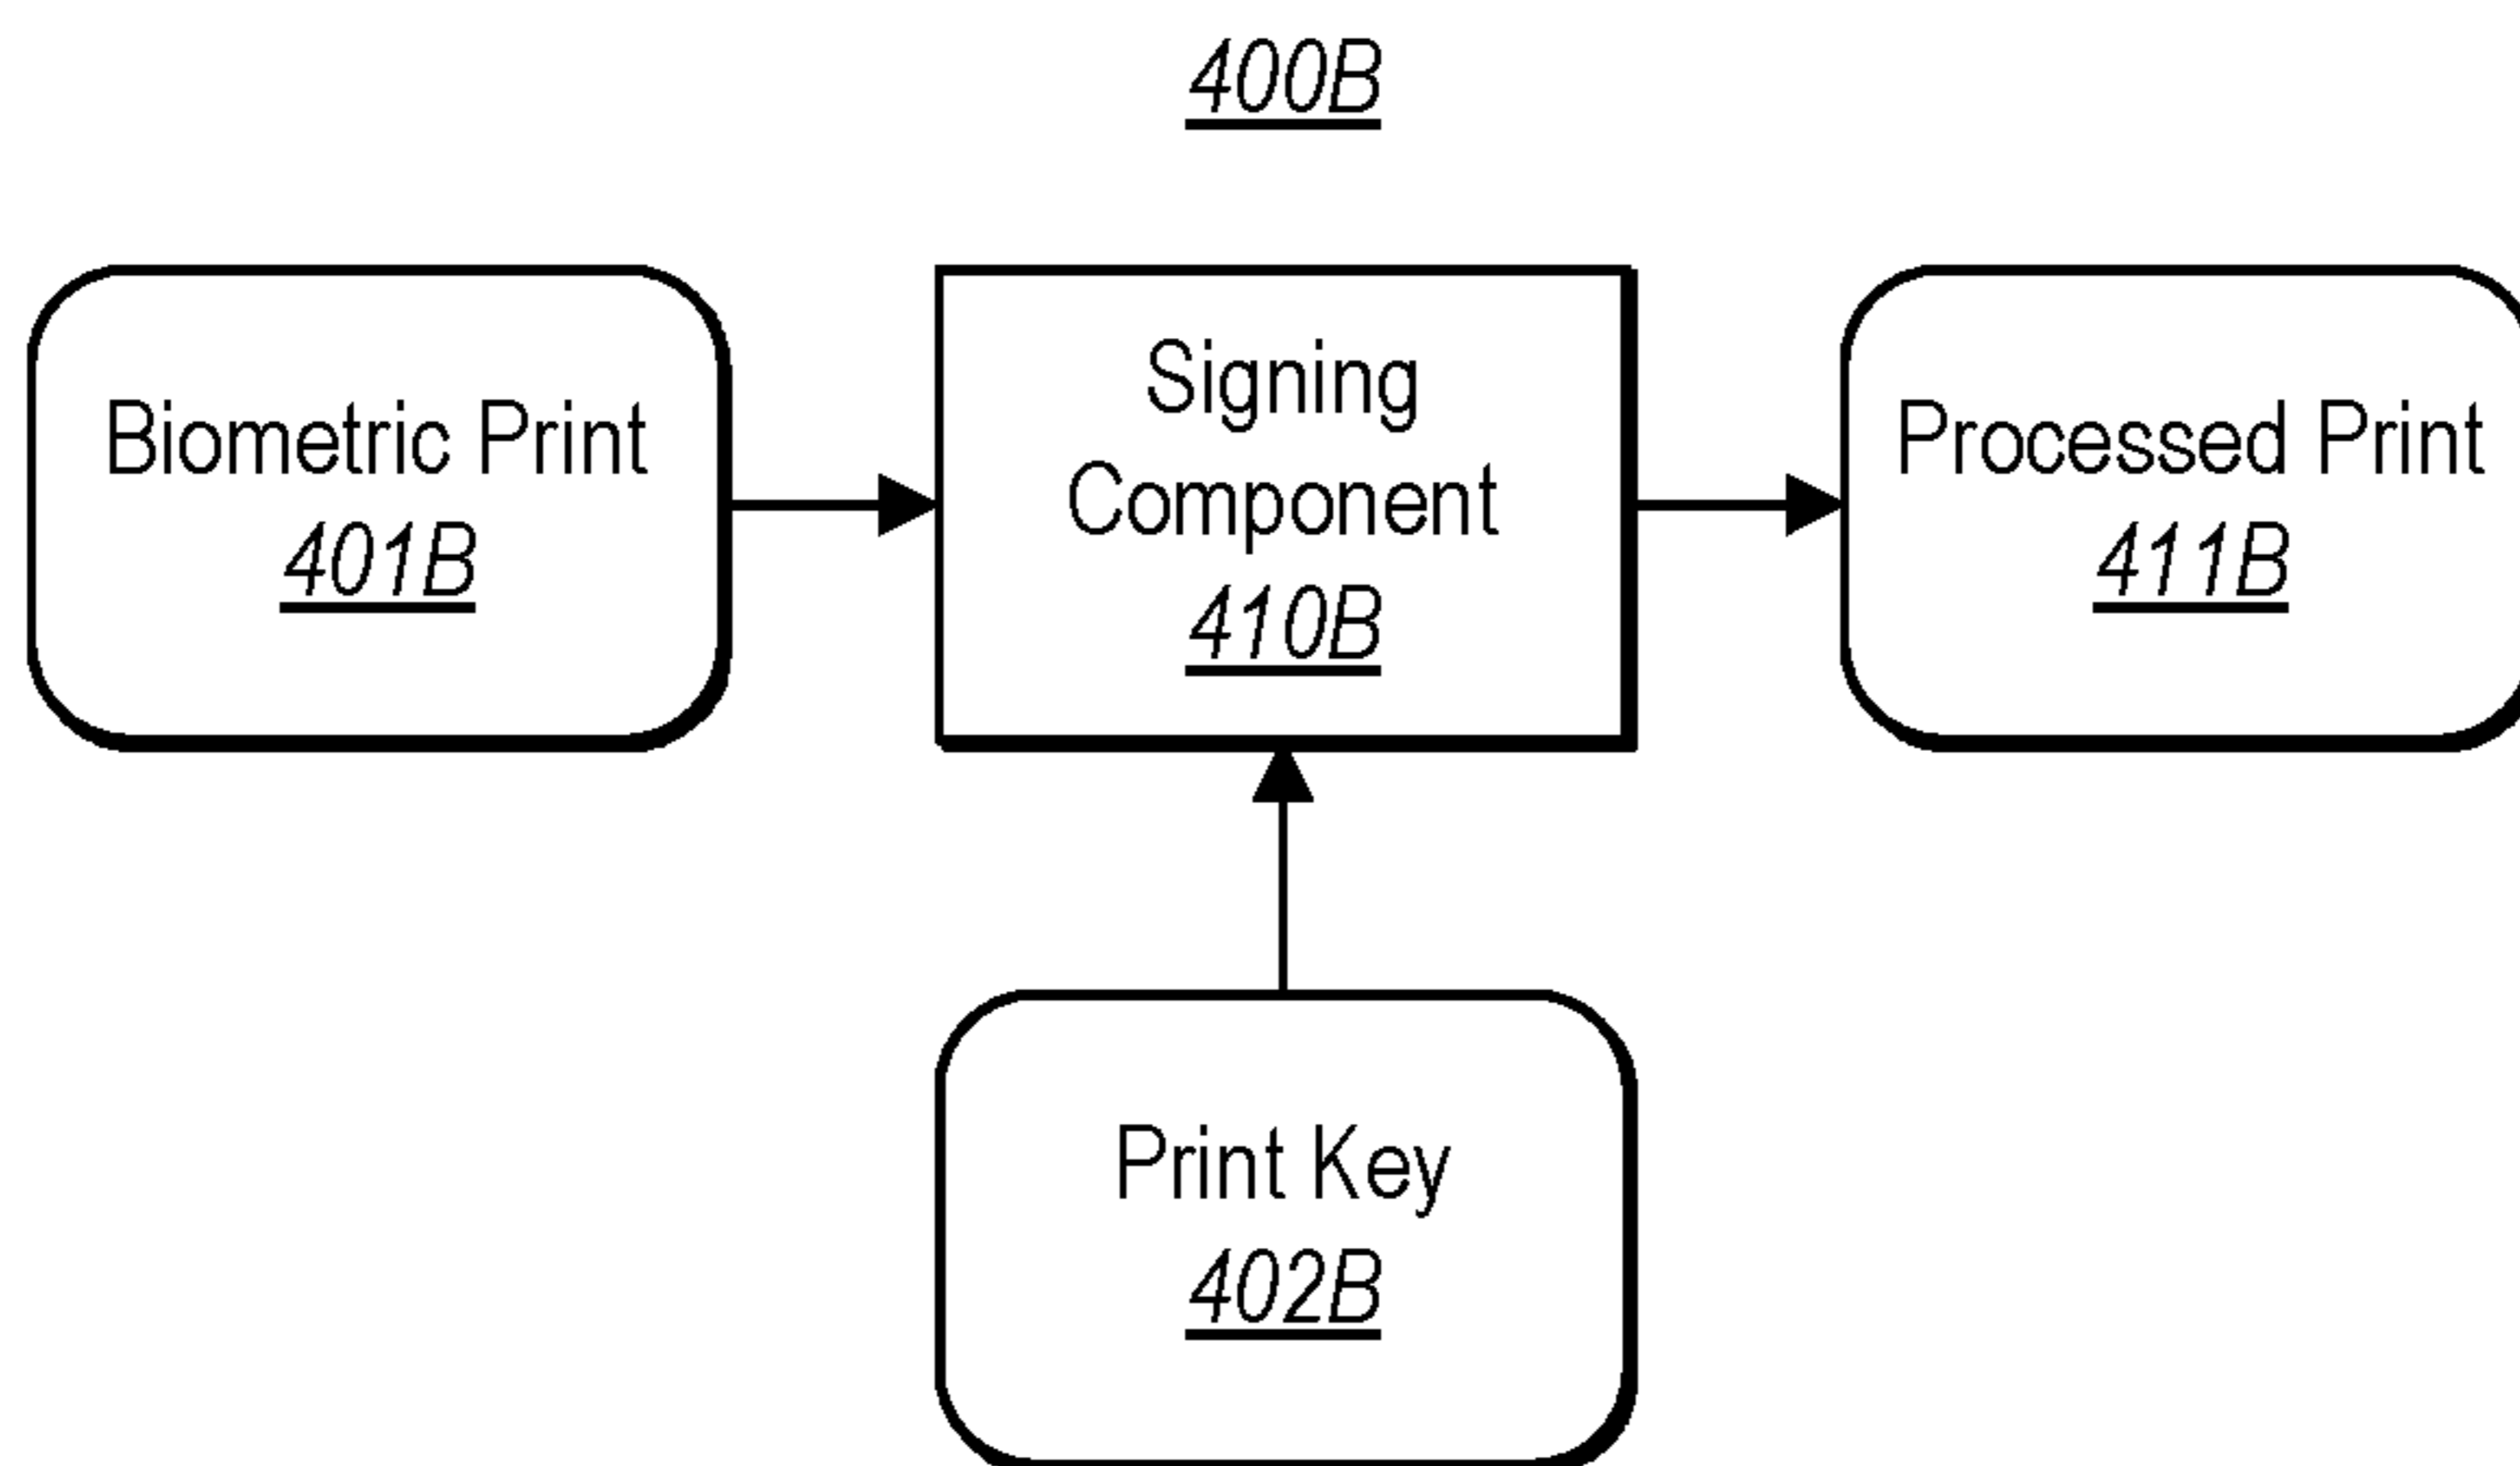 400B
Biometric Print
401B
Signing
Component
410B
Processed Print
411B
Print Key
402B